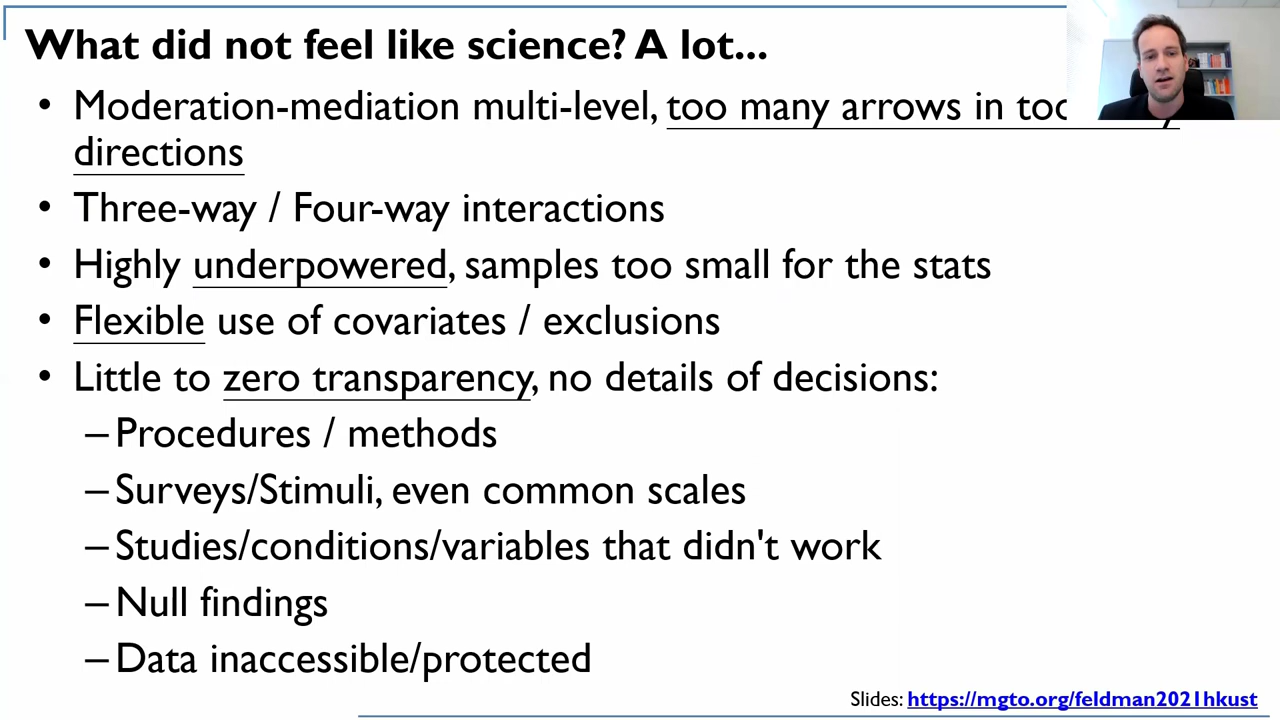 What did not feel like science? A lot...
• Moderation-mediation multi-level, too many arrows in
directions
• Three-way / Four-way interactions
• Highly underpowered, samples too small for the stats
• Flexible use of covariates / exclusions
• Little to zero transparency, no details of decisions:
– Procedures / methods
– Surveys/Stimuli, even common scales
– Studies/conditions/variables that didn't work
– Null findings
– Data inaccessible/protected
Slides: https://mgto.org/feldman2021hkust